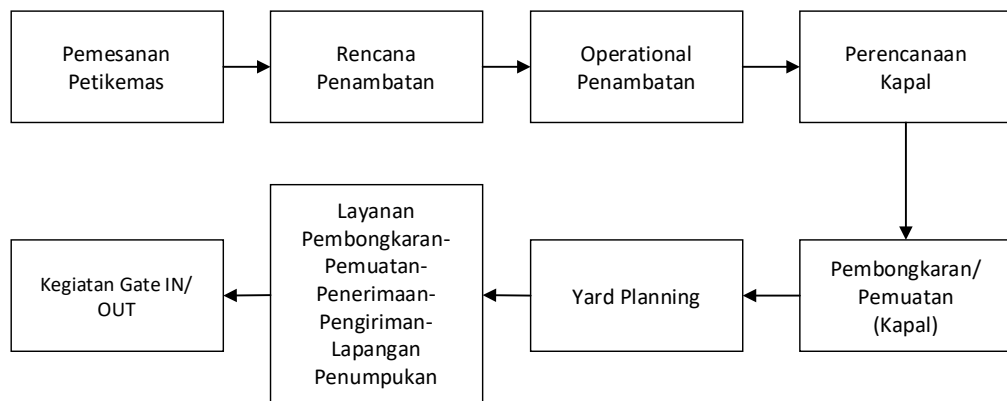 Pemesanan
Petikemas
Rencana
Penambatan
Operational
Penambatan
Perencanaan
Kapal
Kegiatan Gate IN/
OUT
Layanan
Pembongkaran-
Pemuatan-
Penerimaan-
Pengiriman-
Lapangan
Penumpukan
Yard Planning
Pembongkaran/
Pemuatan
(Kapal)